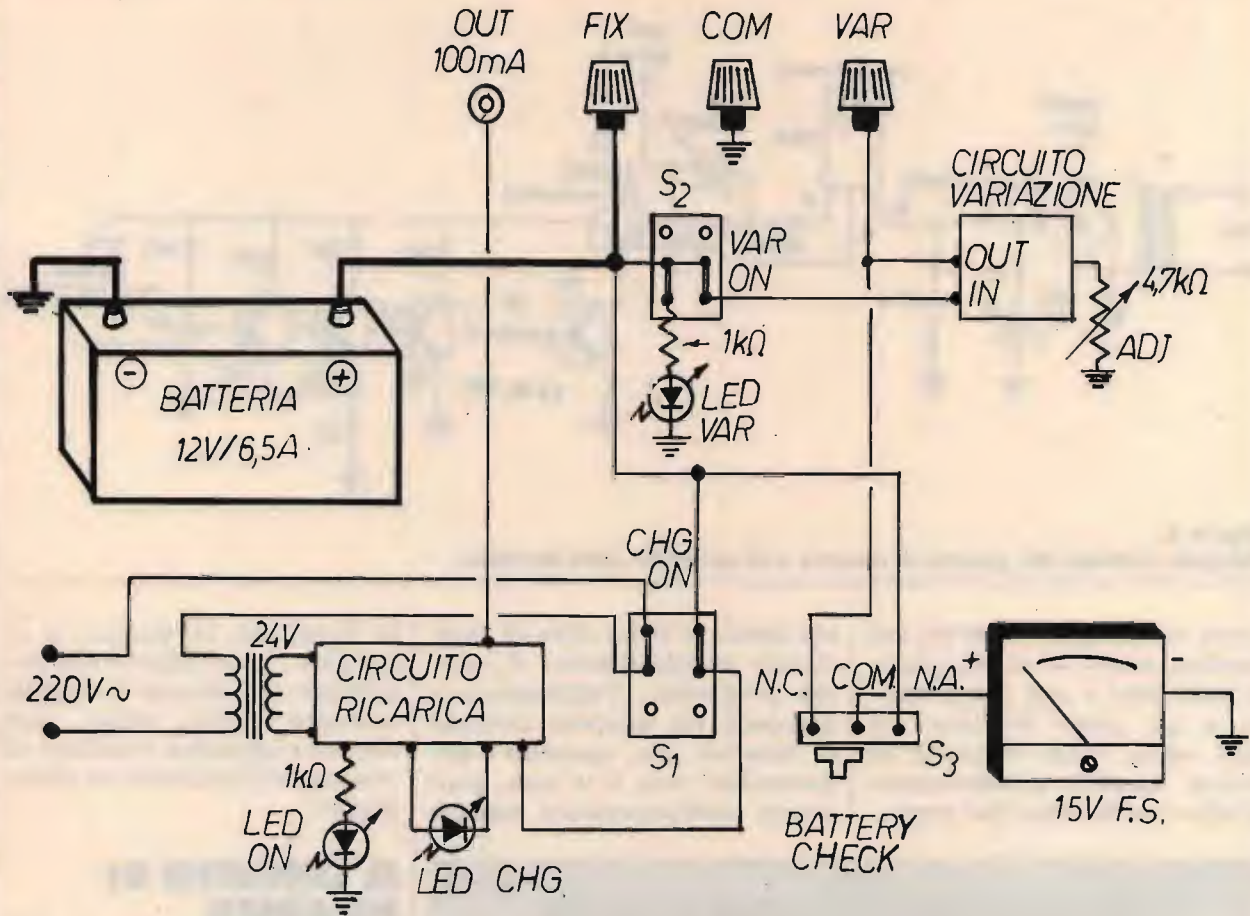 OUT
100mA
FIX
COM
VAR
S2
VAR
ON
CIRCUITO
VARIAZIONE
OUT
IN
4,7kΩ
ADJ
1kΩ
LED
VAR
- +
BATTERIA
12V/6,5A
CHG
ON
24V
220V~
CIRCUITO
RICARICA
S1
N.C. COM. N.A. + -
S3
15V F.S.
1kΩ
LED
ON
LED CHG.
BATTERY
CHECK